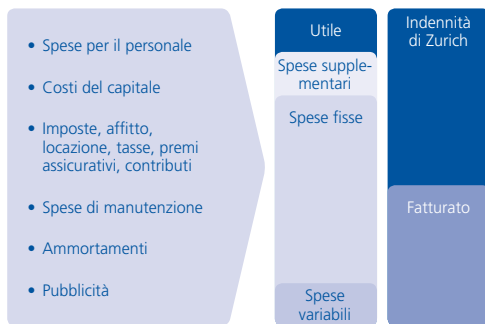 • Spese per il personale
• Costi del capitale
• Imposte, affitto,
locazione, tasse, premi
assicurativi, contributi
• Spese di manutenzione
• Ammortamenti
• Pubblicità
Utile
Spese supple-
mentari
Spese fisse
Spese
variabili
Indennità
di Zurich
Fatturato